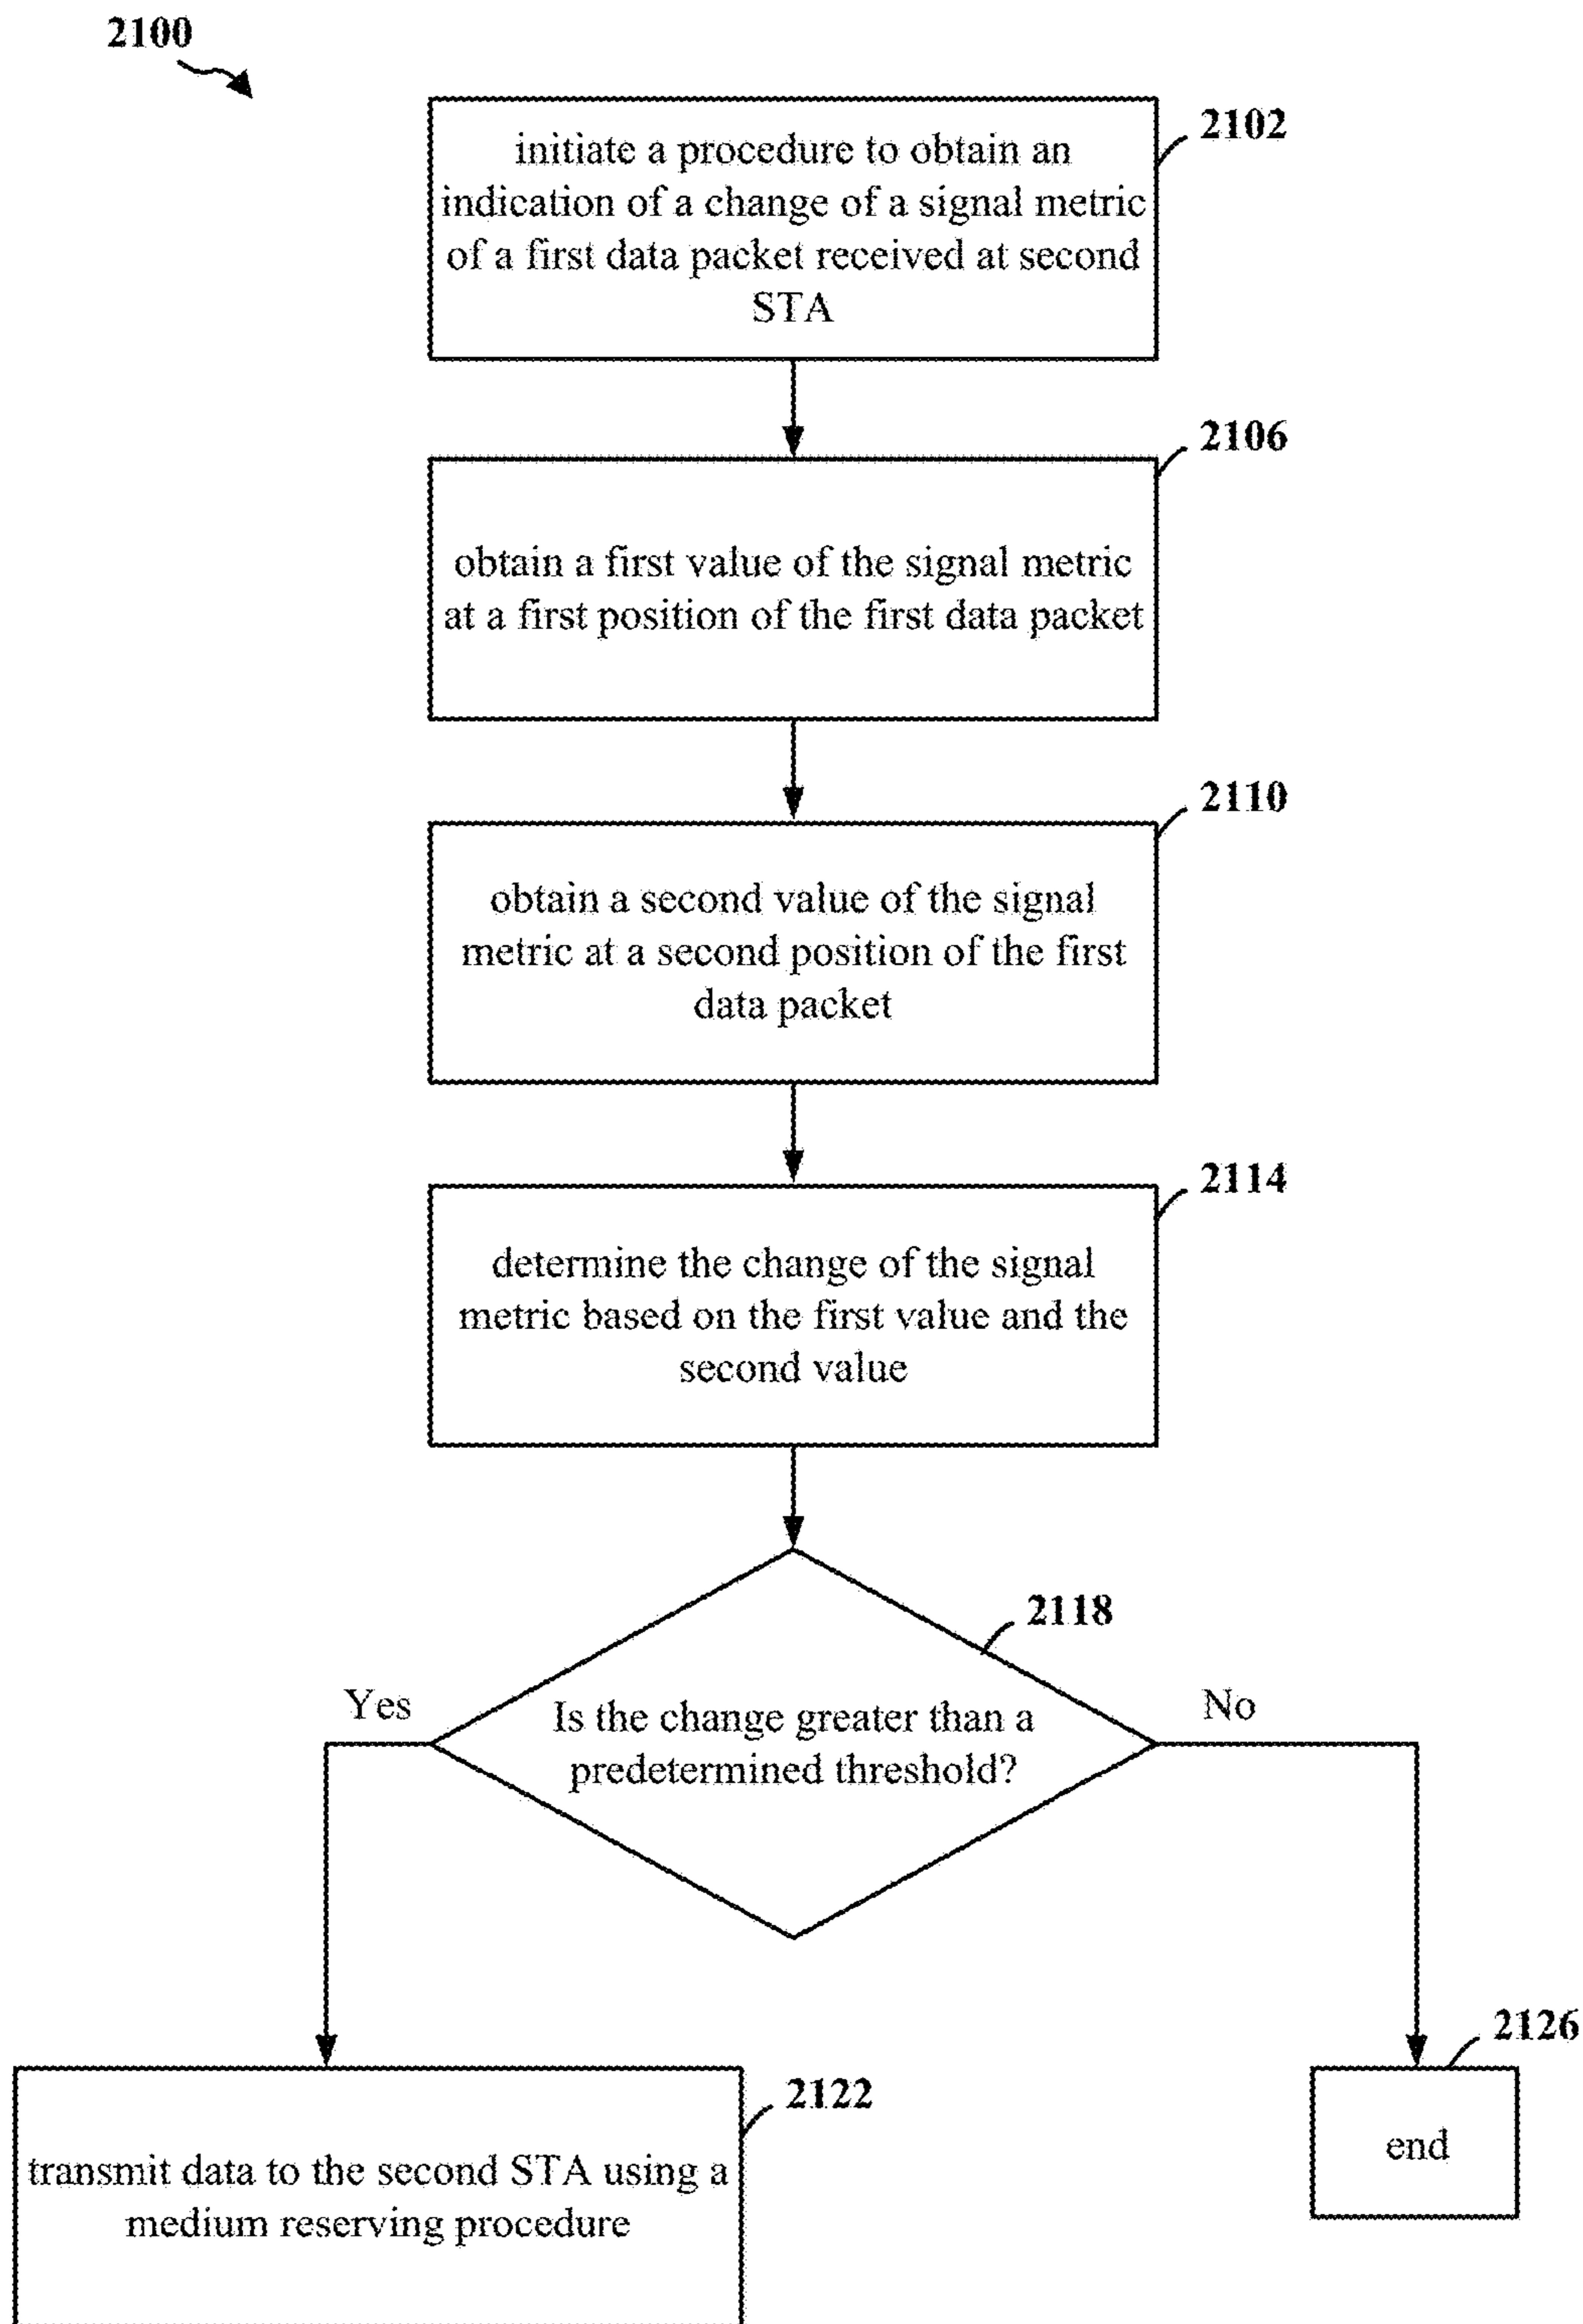 2100
initiate a procedure to obtain an
indication of a change of a signal metric
of a first data packet received at second
STA
2102
obtain a first value of the signal metric
at a first position of the first data packet
2106
obtain a second value of the signal
metric at a second position of the first
data packet
2110
determine the change of the signal
metric based on the first value and the
second value
2114
Is the change greater than a
predetermined threshold?
2118
Yes
No
transmit data to the second STA using a
medium reserving procedure
2122
end
2126